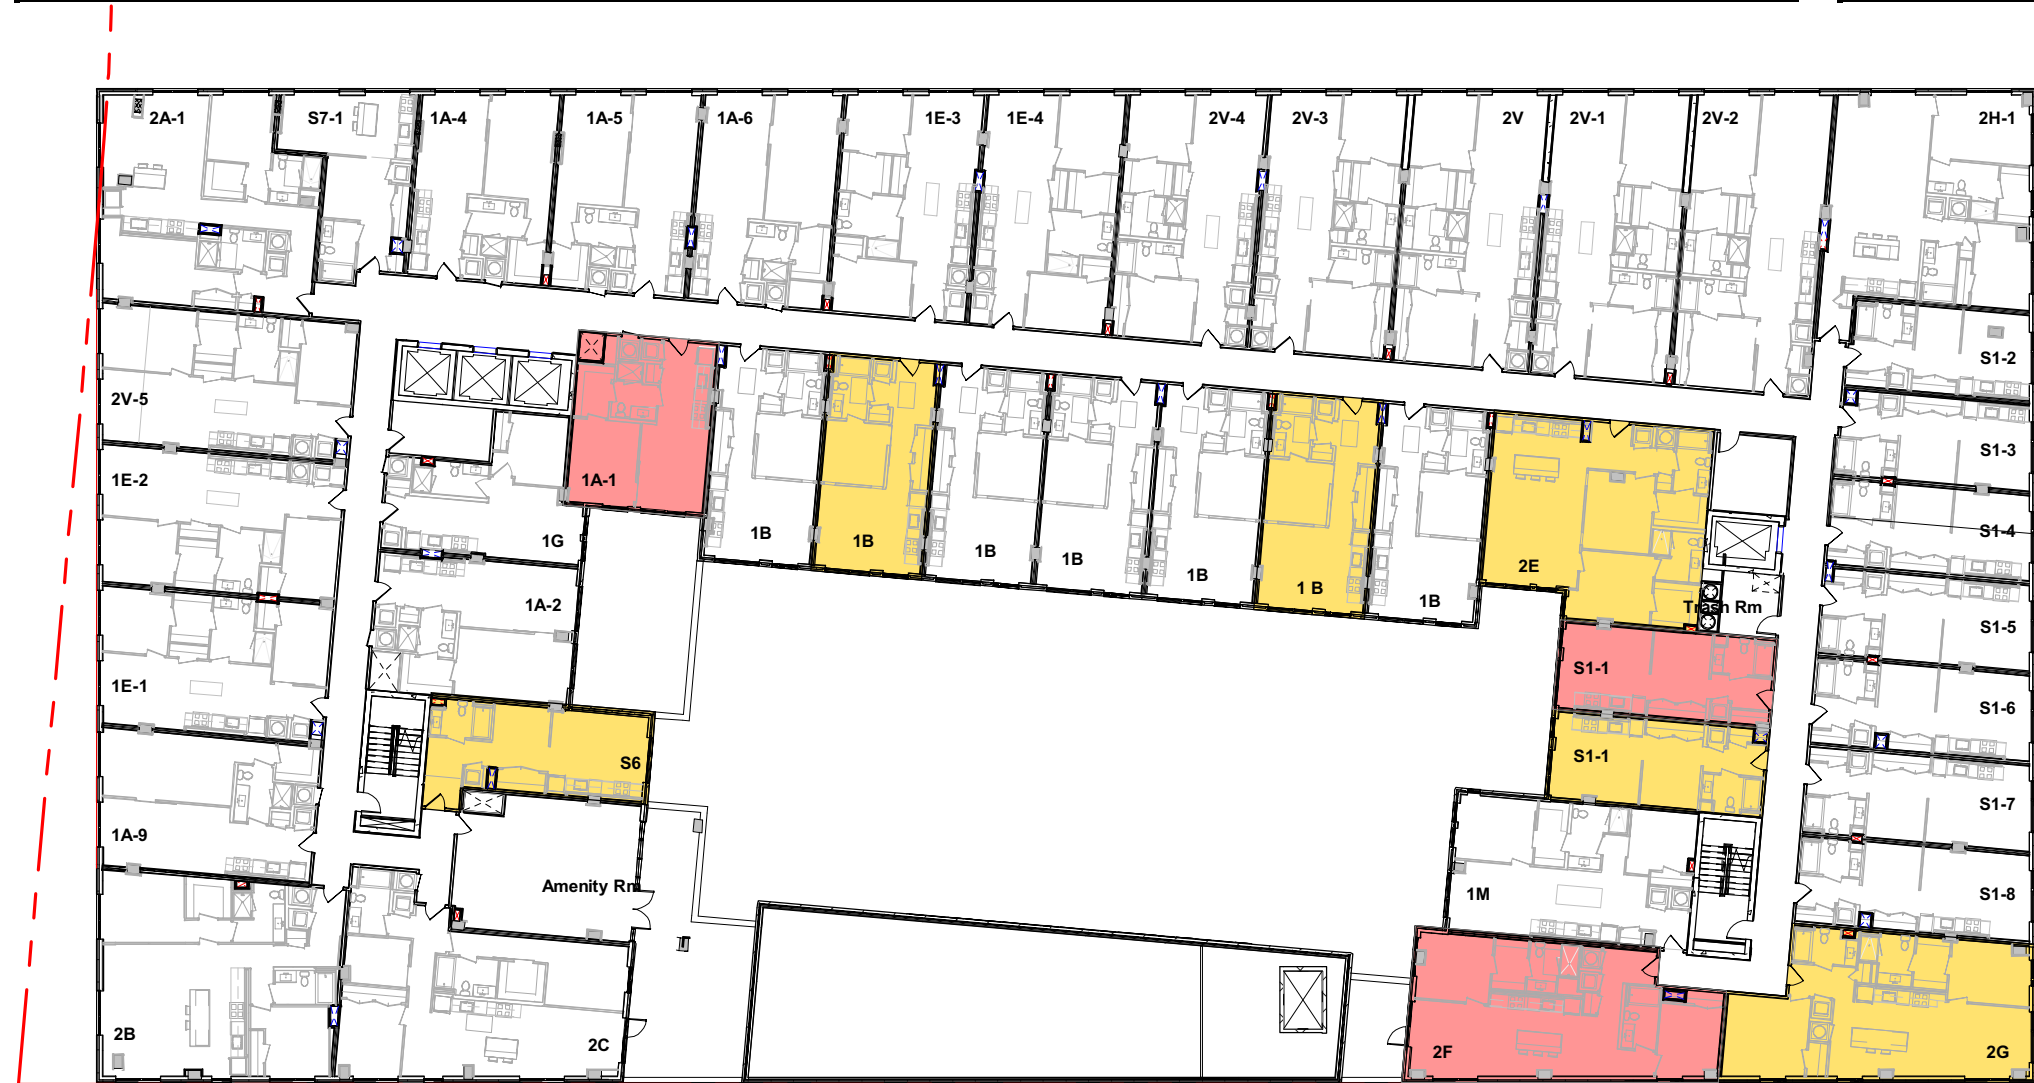 2A-1
S7-1
1A-4
1A-5
1A-6
1E-3
1E-4
2V-4
2V-3
2V
2V-1
2V-2
2H-1
S1-2
2V-5
S1-3
1E-2
1A-1
S1-4
1G
1B
1B
1B
1B
1B
1 B
1B
2E
1A-2
Trash Rm
S1-5
S1-1
1E-1
S1-6
S6
S1-1
S1-7
1A-9
Amenity Rm
1M
S1-8
2B
2C
2F
2G